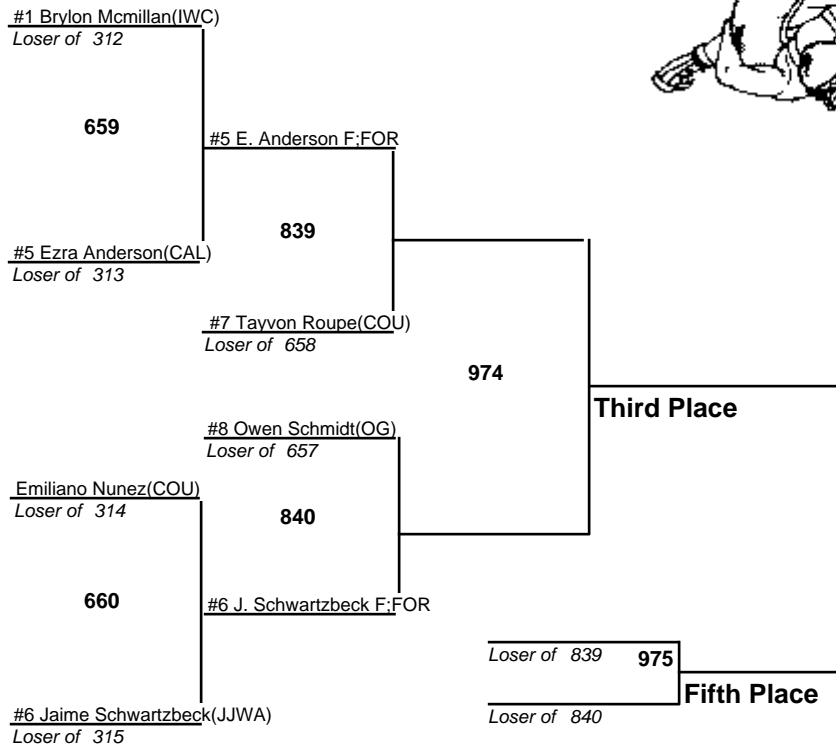 #1 Brylon Mcmillan(IWC)
Loser of 312
659
#5 E. Anderson F;FOR
#5 Ezra Anderson(CAL)
Loser of 313
839
#7 Tayvon Roupe(COU)
Loser of 658
974
Third Place
#8 Owen Schmidt(OG)
Loser of 657
Emiliano Nunez(COU)
Loser of 314
840
660
#6 J. Schwartzbeck F;FOR
#6 Jaime Schwartzbeck(JJWA)
Loser of 315
Loser of 839
975
Fifth Place
Loser of 840